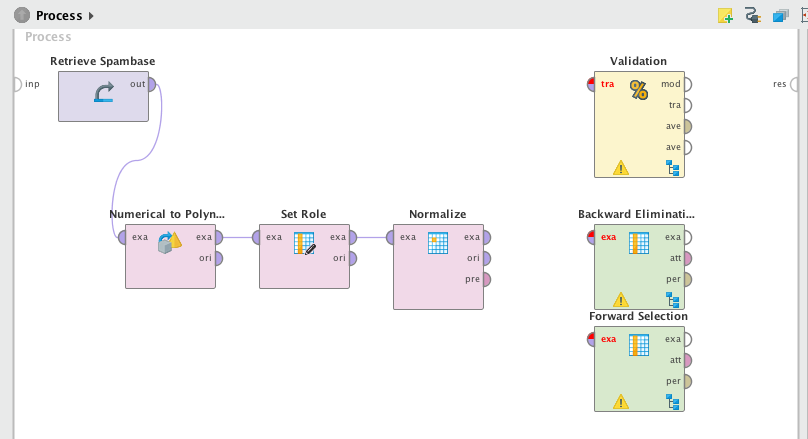 Process
Process
Retrieve Spambase
out
inp
Validation
tra
mod
tra
ave
ave
res
Numerical to Polyn...
exa
exa
ori
Set Role
exa
exa
ori
Normalize
exa
exa
ori
pre
Backward Eliminati...
exa
exa
att
per
Forward Selection
exa
exa
att
per